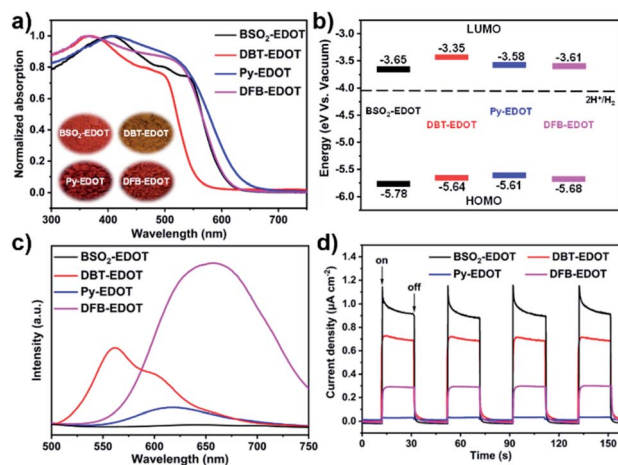 a)
BSO₂-EDOT
DBT-EDOT
Py-EDOT
DFB-EDOT
BSO₂-EDOT DBT-EDOT
Py-EDOT DFB-EDOT
Normalized absorption
1.0
0.8
0.6
0.4
0.2
0.0
300 400 500 600 700
Wavelength (nm)
b)
LUMO
-3.65 -3.35 -3.58 -3.61
2H⁺/H₂
BSO₂-EDOT DBT-EDOT Py-EDOT DFB-EDOT
-5.78 -5.64 -5.61 -5.68
HOMO
Energy (eV Vs. Vacuum)
-3.0
-3.5
-4.0
-4.5
-5.0
-5.5
-6.0
c)
BSO₂-EDOT
DBT-EDOT
Py-EDOT
DFB-EDOT
Intensity (a.u.)
500 550 600 650 700 750
Wavelength (nm)
d)
BSO₂-EDOT DBT-EDOT
Py-EDOT DFB-EDOT
on
off
Current density (μA cm⁻²)
1.4
1.2
1.0
0.8
0.6
0.4
0.2
0.0
0 30 60 90 120 150
Time (s)